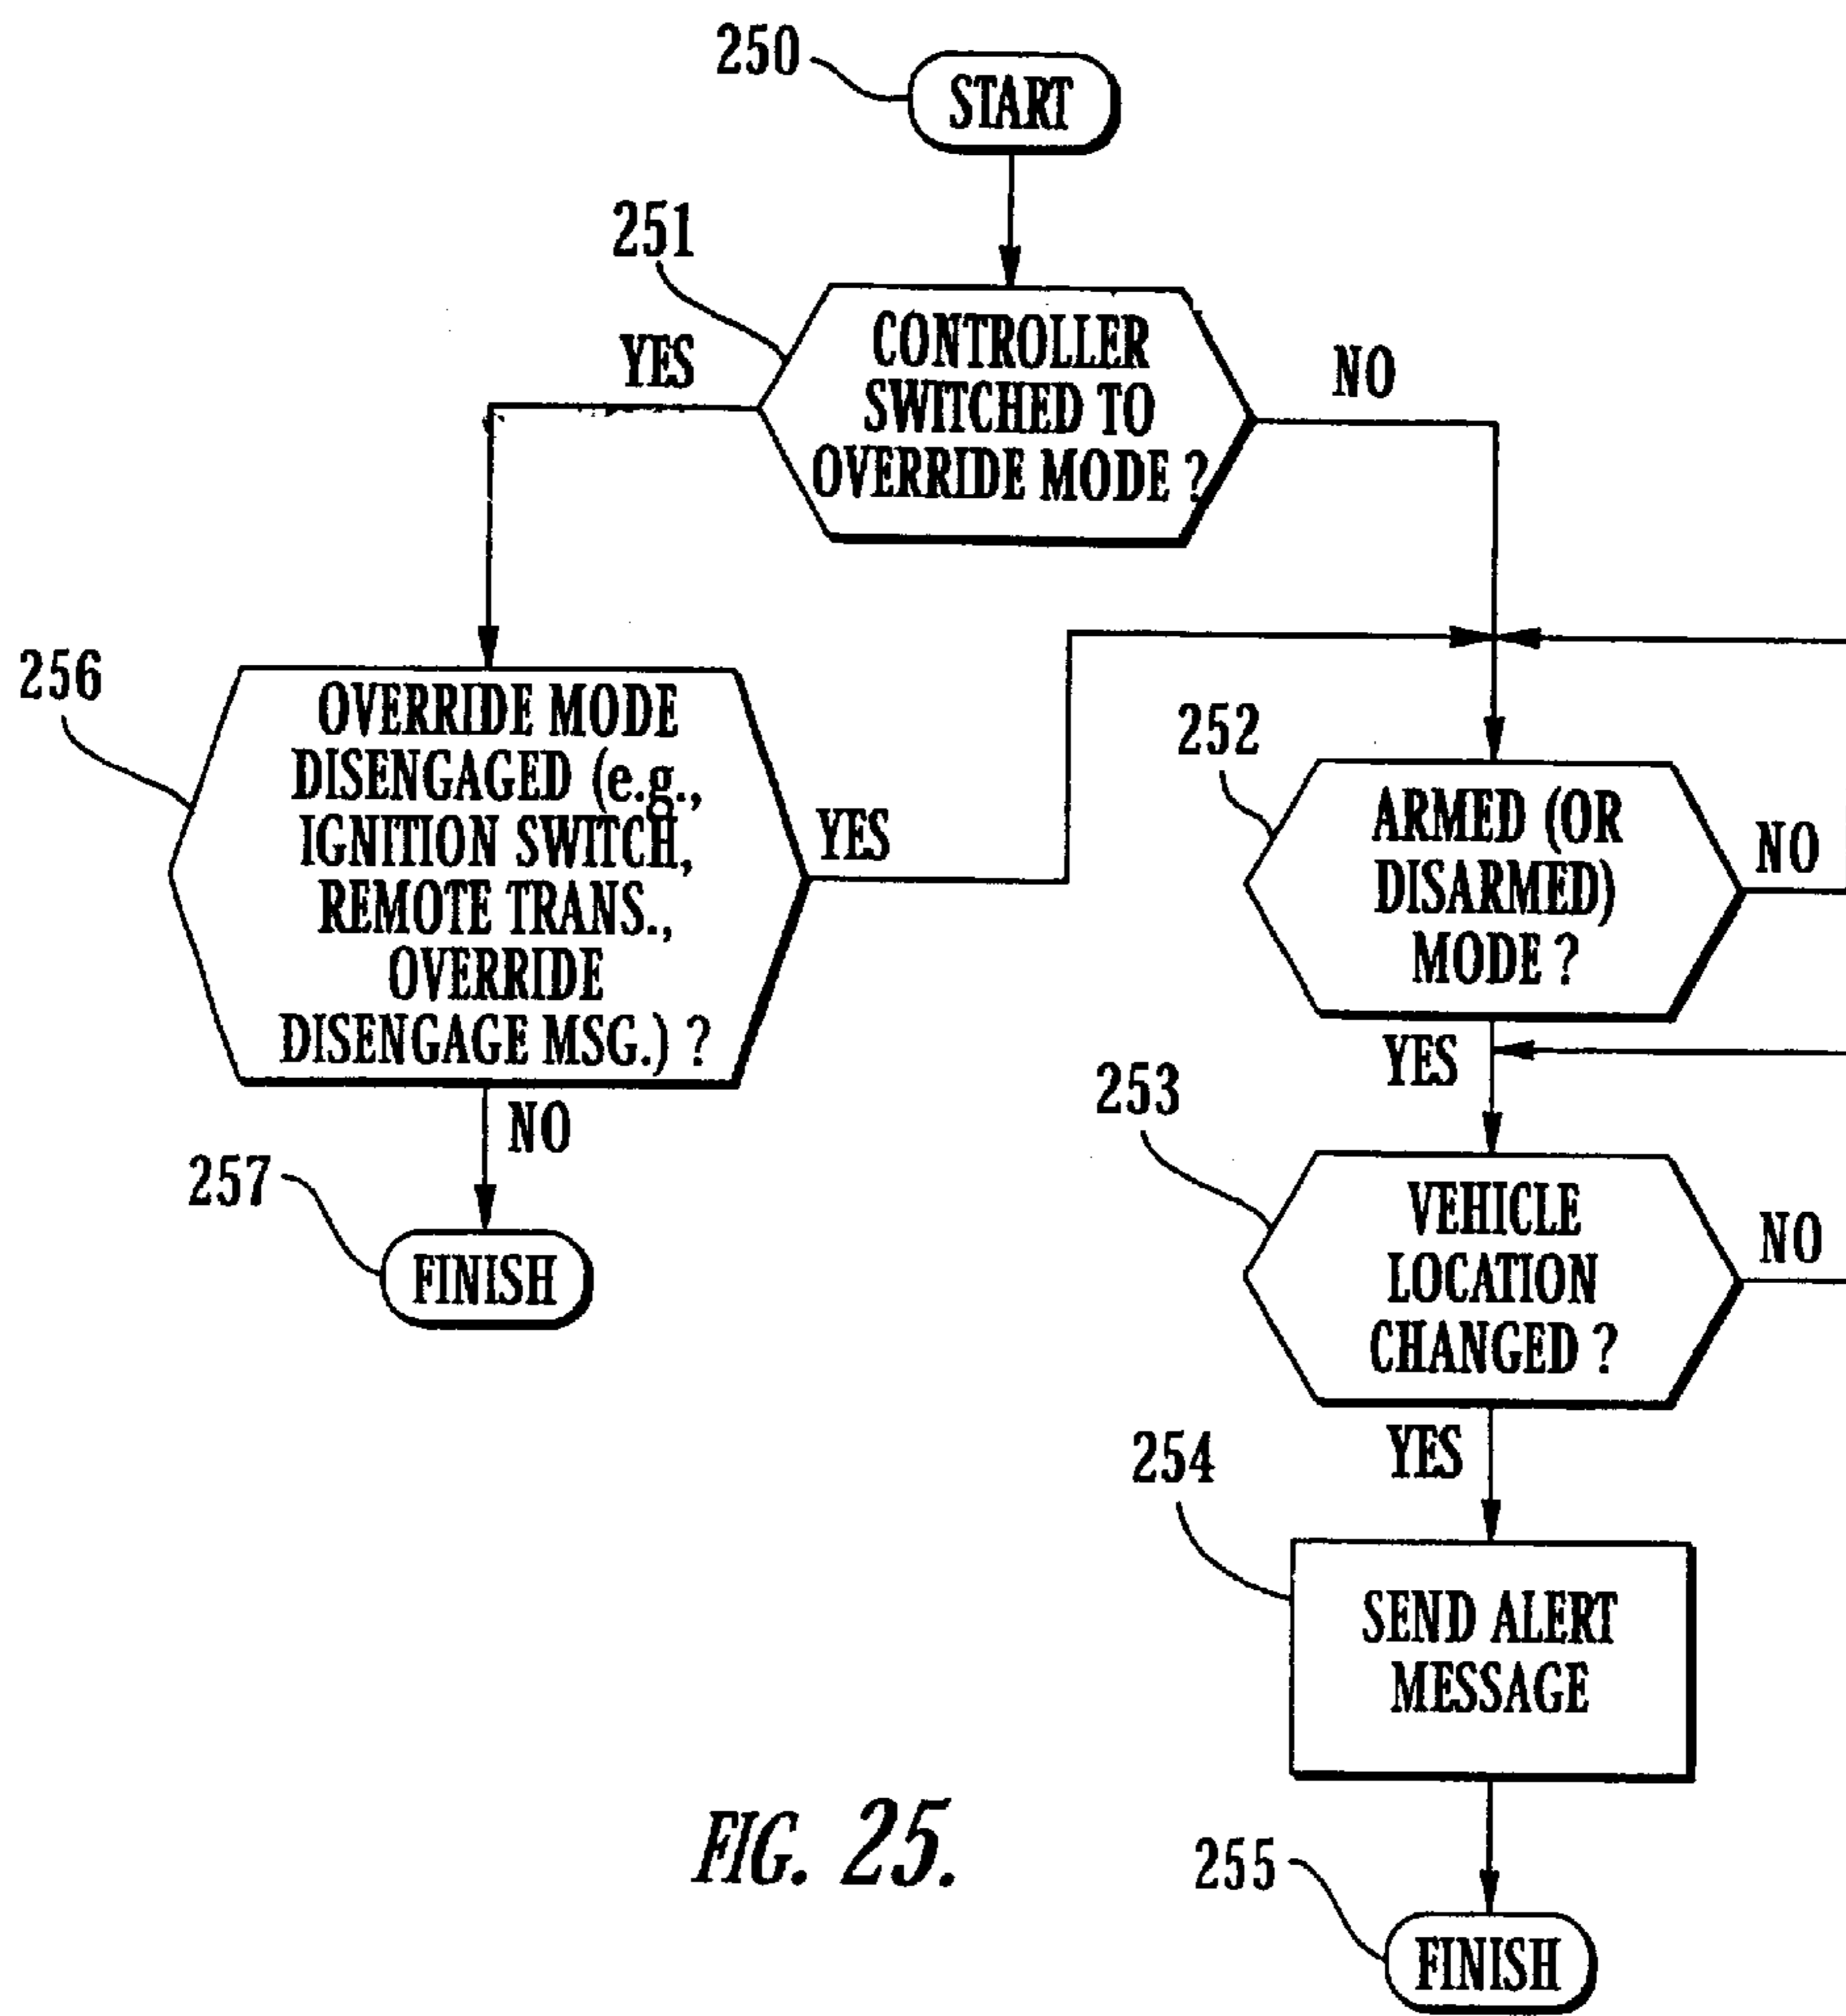 250
START
251
YES
CONTROLLER
SWITCHED TO
OVERRIDE MODE ?
NO
256
OVERRIDE MODE
DISENGAGED (e.g.,
IGNITION SWITCH,
REMOTE TRANS.,
OVERRIDE
DISENGAGE MSG.) ?
YES
NO
257
FINISH
252
ARMED (OR
DISARMED)
MODE ?
NO
YES
253
VEHICLE
LOCATION
CHANGED ?
NO
YES
254
SEND ALERT
MESSAGE
255
FINISH
FIG. 25.